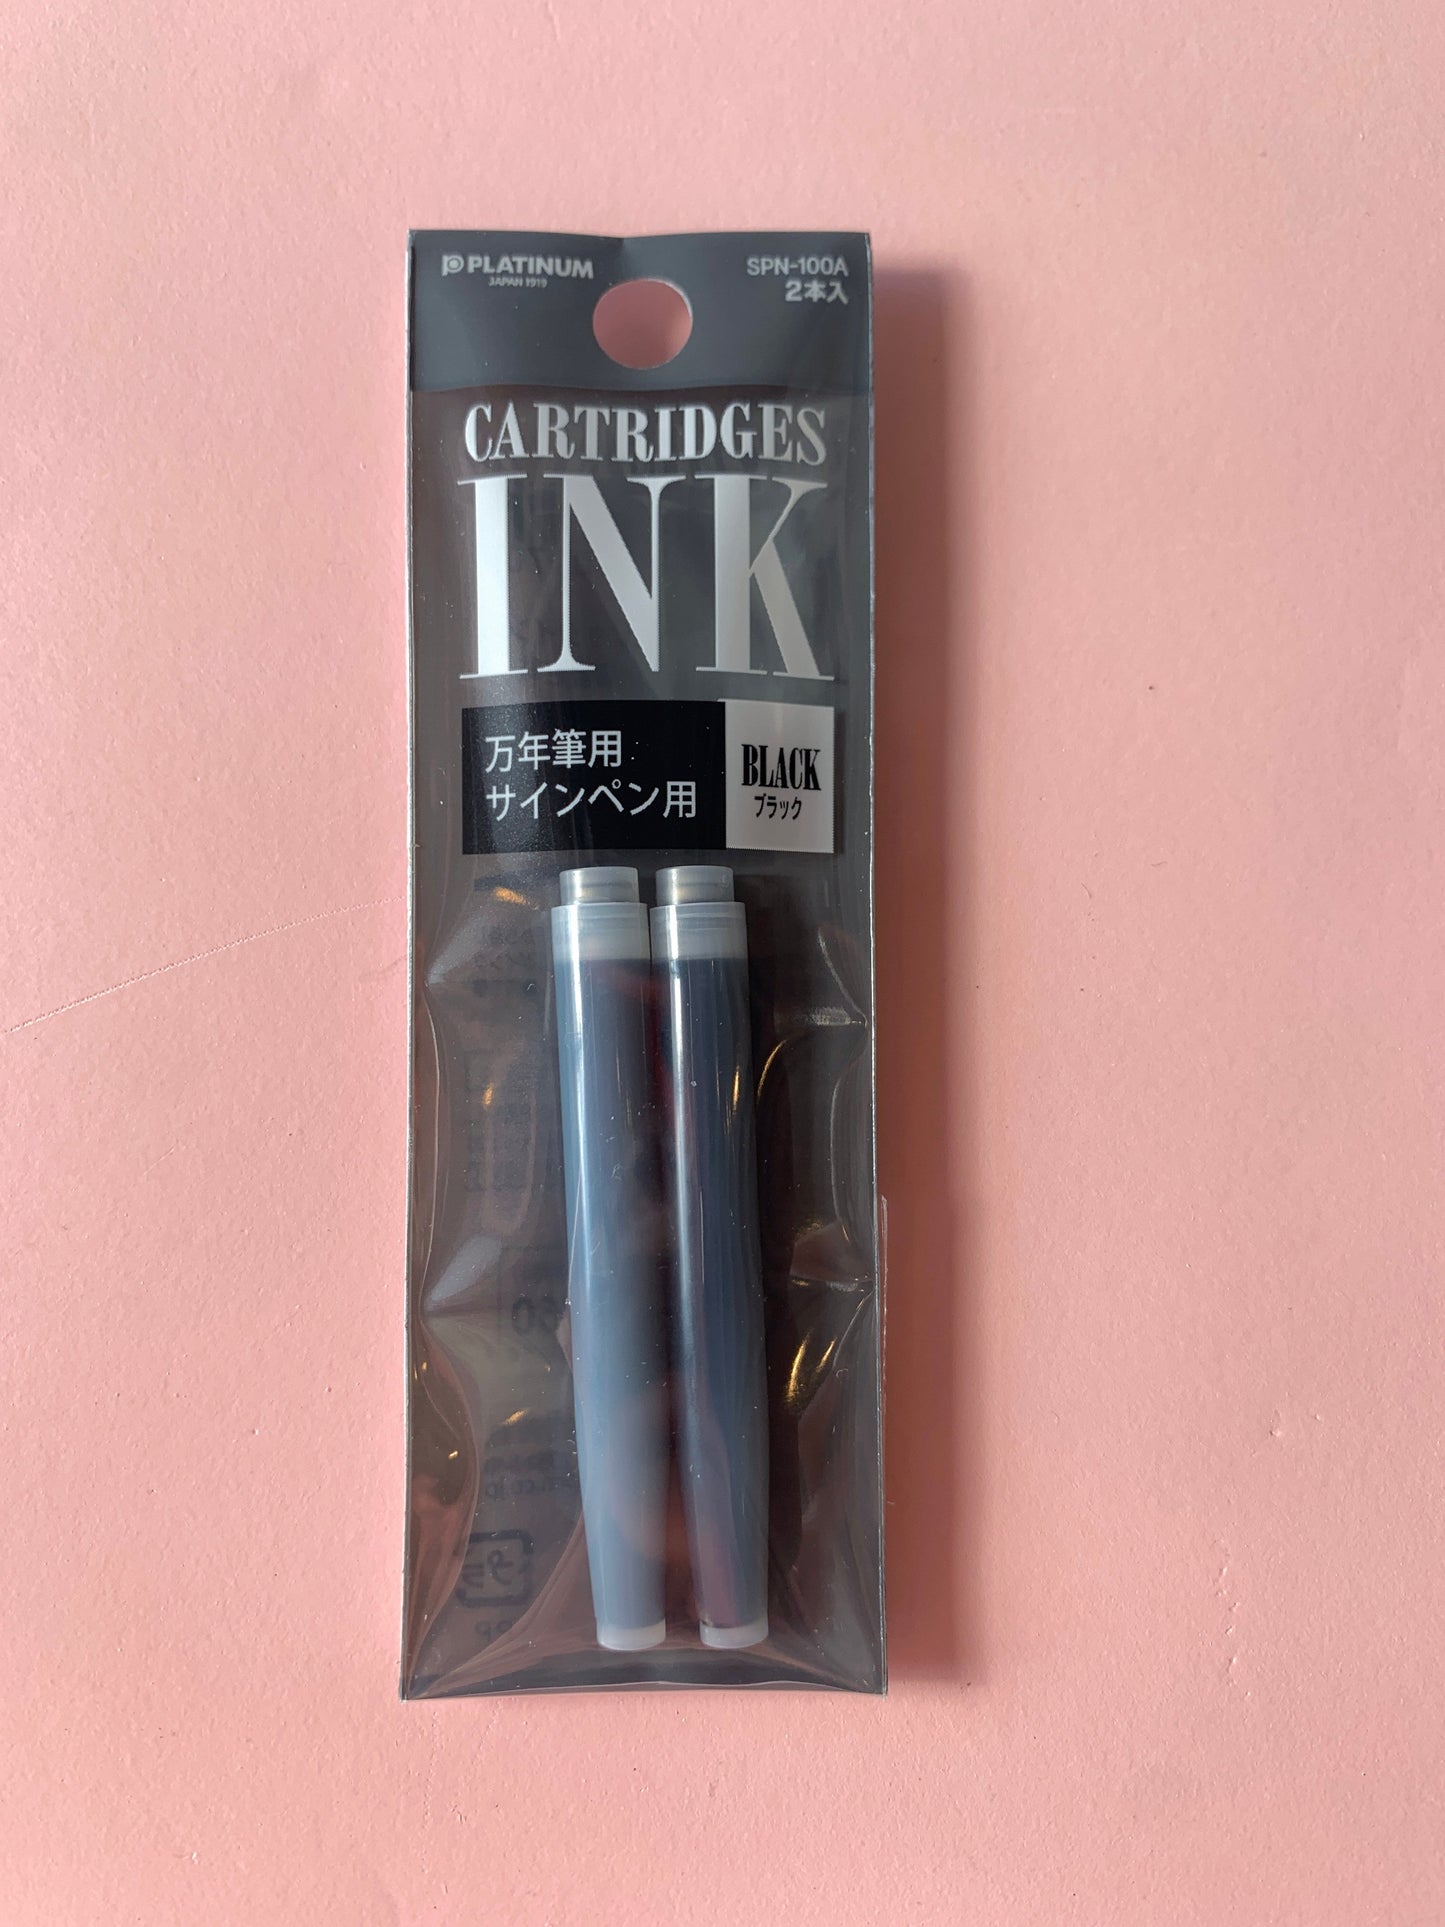 PLATINUM
JAPAN 1919
SPN-100A
2本入
CARTRIDGES
INK
万年筆用
サインペン用
BLACK
ブラック